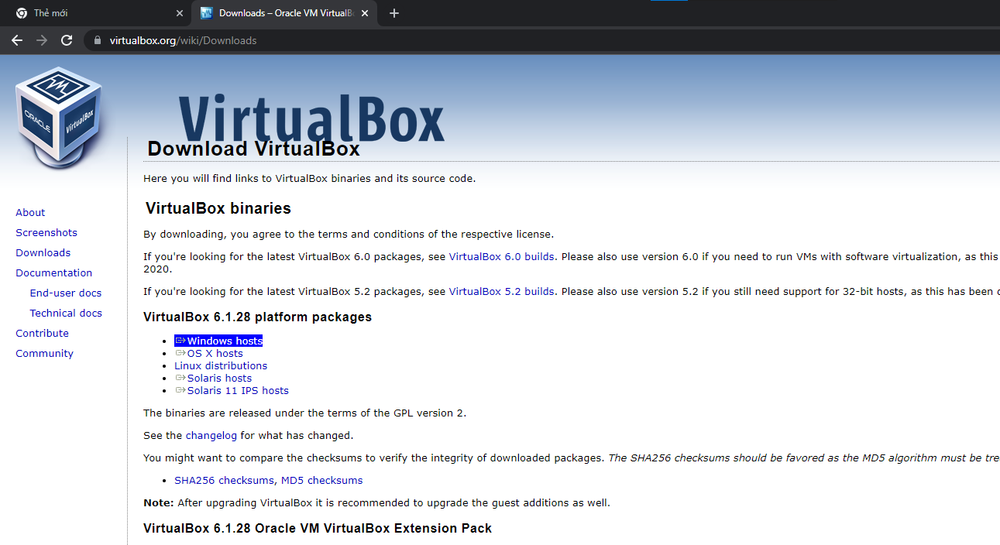 Thẻ mới
Downloads – Oracle VM VirtualB
virtualbox.org/wiki/Downloads
ORACLE
VirtualBox
VirtualBox
Download VirtualBox
Here you will find links to VirtualBox binaries and its source code.
About
Screenshots
Downloads
Documentation
End-user docs
Technical docs
Contribute
Community
VirtualBox binaries
By downloading, you agree to the terms and conditions of the respective license.
If you're looking for the latest VirtualBox 6.0 packages, see VirtualBox 6.0 builds. Please also use version 6.0 if you need to run VMs with software virtualization, as this
2020.
If you're looking for the latest VirtualBox 5.2 packages, see VirtualBox 5.2 builds. Please also use version 5.2 if you still need support for 32-bit hosts, as this has been
VirtualBox 6.1.28 platform packages
Windows hosts
OS X hosts
Linux distributions
Solaris hosts
Solaris 11 IPS hosts
The binaries are released under the terms of the GPL version 2.
See the changelog for what has changed.
You might want to compare the checksums to verify the integrity of downloaded packages. The SHA256 checksums should be favored as the MD5 algorithm must be tre
SHA256 checksums, MD5 checksums
Note: After upgrading VirtualBox it is recommended to upgrade the guest additions as well.
VirtualBox 6.1.28 Oracle VM VirtualBox Extension Pack